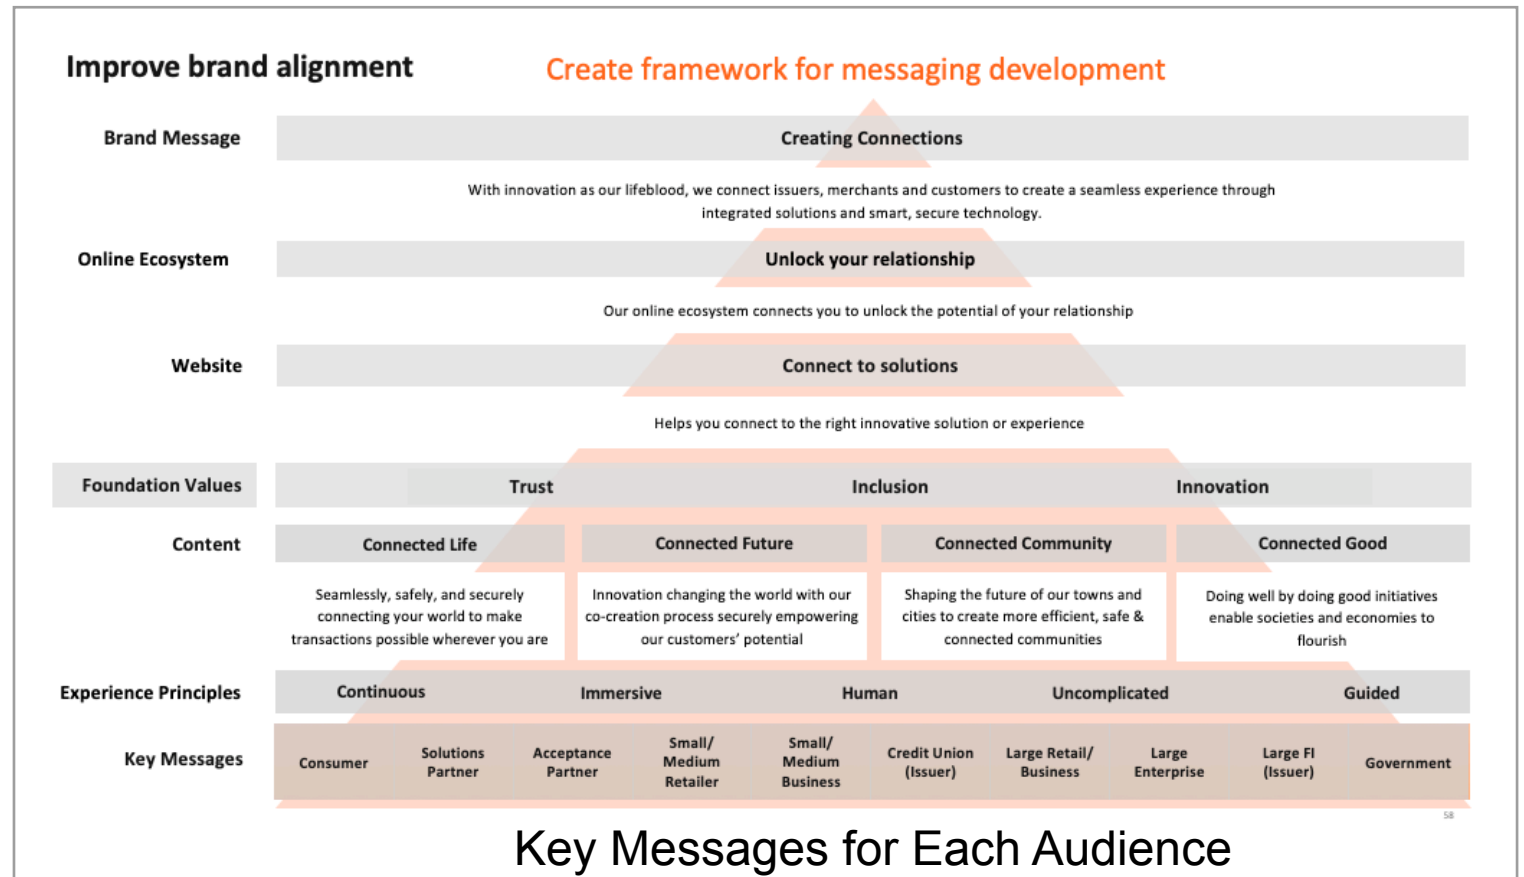 Improve brand alignment
Create framework for messaging development
Brand Message
Creating Connections
With innovation as our lifeblood, we connect issuers, merchants and customers to create a seamless experience through
integrated solutions and smart, secure technology.
Online Ecosystem
Unlock your relationship
Our online ecosystem connects you to unlock the potential of your relationship
Website
Connect to solutions
Helps you connect to the right innovative solution or experience
Foundation Values
Trust
Inclusion
Innovation
Content
Connected Life
Connected Future
Connected Community
Connected Good
Seamlessly, safely, and securely
connecting your world to make
transactions possible wherever you are
Innovation changing the world with our
co-creation process securely empowering
our customers' potential
Shaping the future of our towns and
cities to create more efficient, safe &
connected communities
Doing well by doing good initiatives
enable societies and economies to
flourish
Experience Principles
Continuous
Immersive
Human
Uncomplicated
Guided
Key Messages
Consumer
Solutions
Partner
Acceptance
Partner
Small/
Medium
Retailer
Small/
Medium
Business
Credit Union
(Issuer)
Large Retail/
Business
Large
Enterprise
Large FI
(Issuer)
Government
58
Key Messages for Each Audience